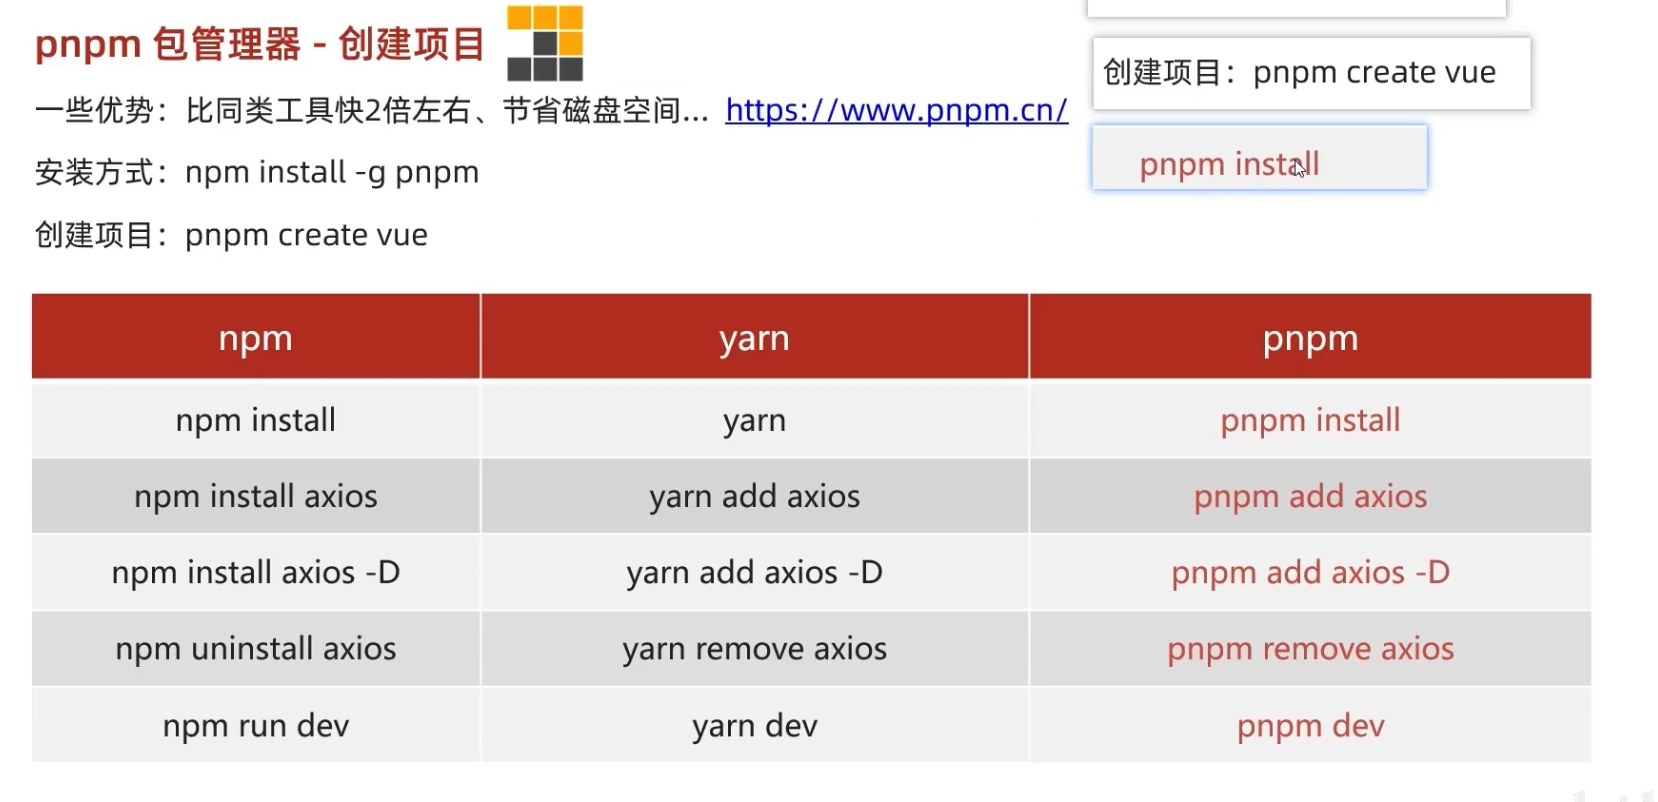 pnpm 包管理器 - 创建项目
一些优势：比同类工具快2倍左右、节省磁盘空间... https://www.pnpm.cn/
安装方式：npm install -g pnpm
创建项目：pnpm create vue
创建项目：pnpm create vue
pnpm install
npm yarn pnpm
npm install yarn pnpm install
npm install axios yarn add axios pnpm add axios
npm install axios -D yarn add axios -D pnpm add axios -D
npm uninstall axios yarn remove axios pnpm remove axios
npm run dev yarn dev pnpm dev